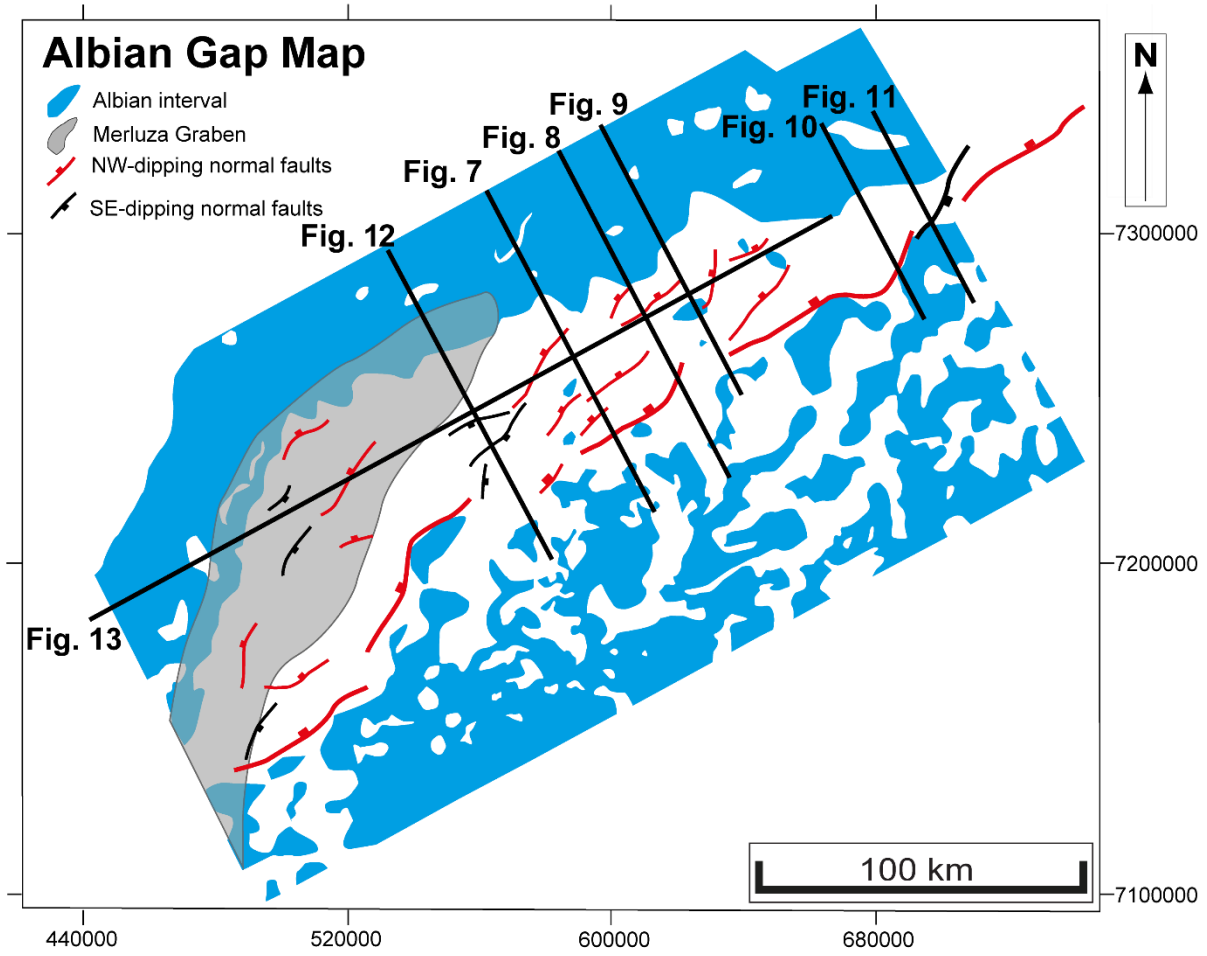 Albian Gap Map
Albian interval
Merluza Graben
NW-dipping normal faults
SE-dipping normal faults
Fig. 12
Fig. 7
Fig. 8
Fig. 9
Fig. 10
Fig. 11
Fig. 13
N
7300000
7200000
7100000
100 km
440000
520000
600000
680000